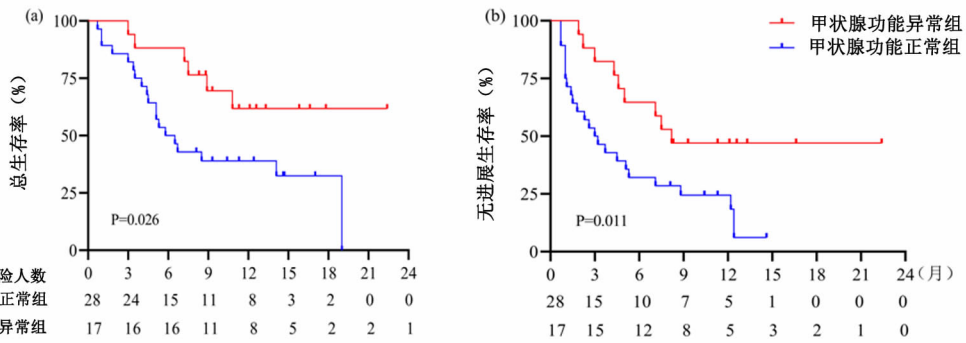 (a)
100
75
50
25
0
总生存率（%）
P=0.026
0 3 6 9 12 15 18 21 24
险人数
正常组 28 24 15 11 8 3 2 0 0
异常组 17 16 16 11 8 5 2 2 1
(b)
甲状腺功能异常组
甲状腺功能正常组
100
75
50
25
0
无进展生存率（%）
P=0.011
0 3 6 9 12 15 18 21 24（月）
28 15 10 7 5 1 0 0 0
17 15 12 8 5 3 2 1 0